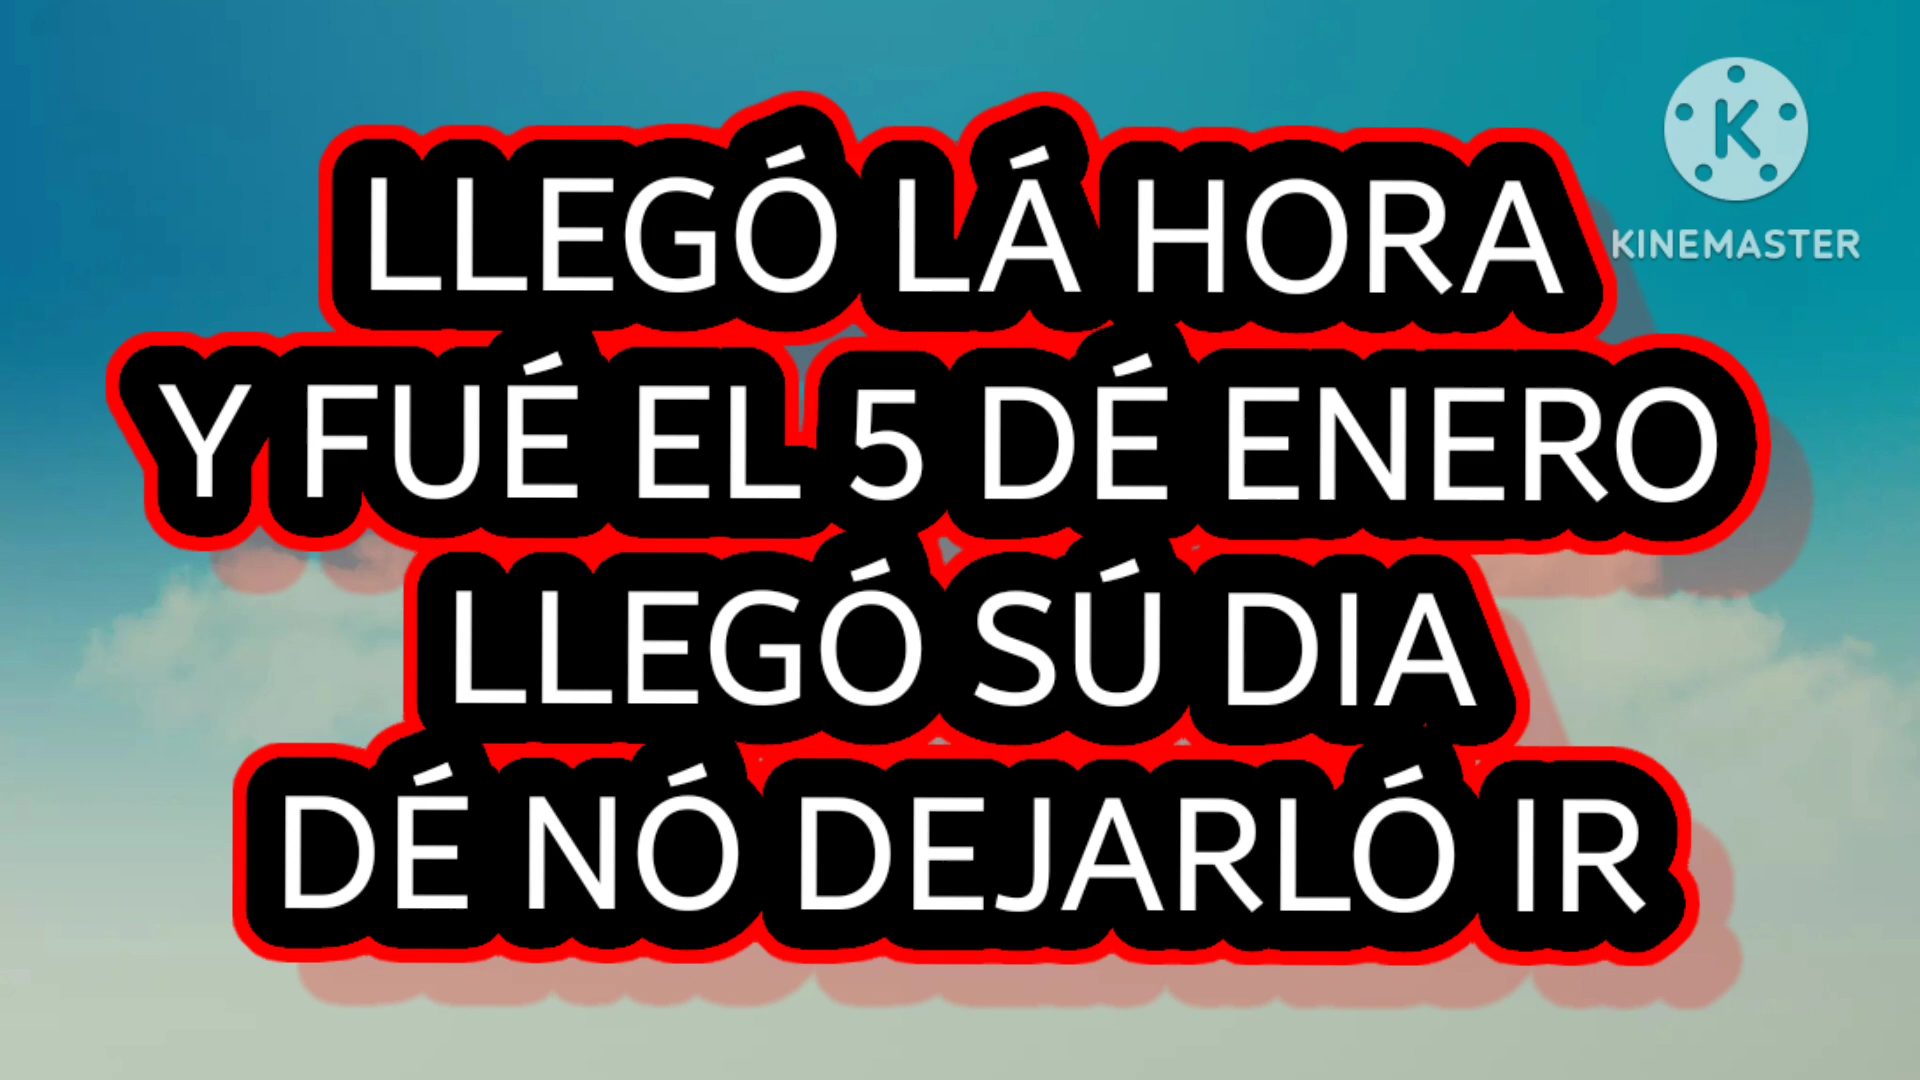 LLEGÓ LÁ HORA
KINEMASTER
Y FUÉ EL 5 DÉ ENERO
LLEGÓ SÚ DIA
DÉ NÓ DEJARLÓ IR